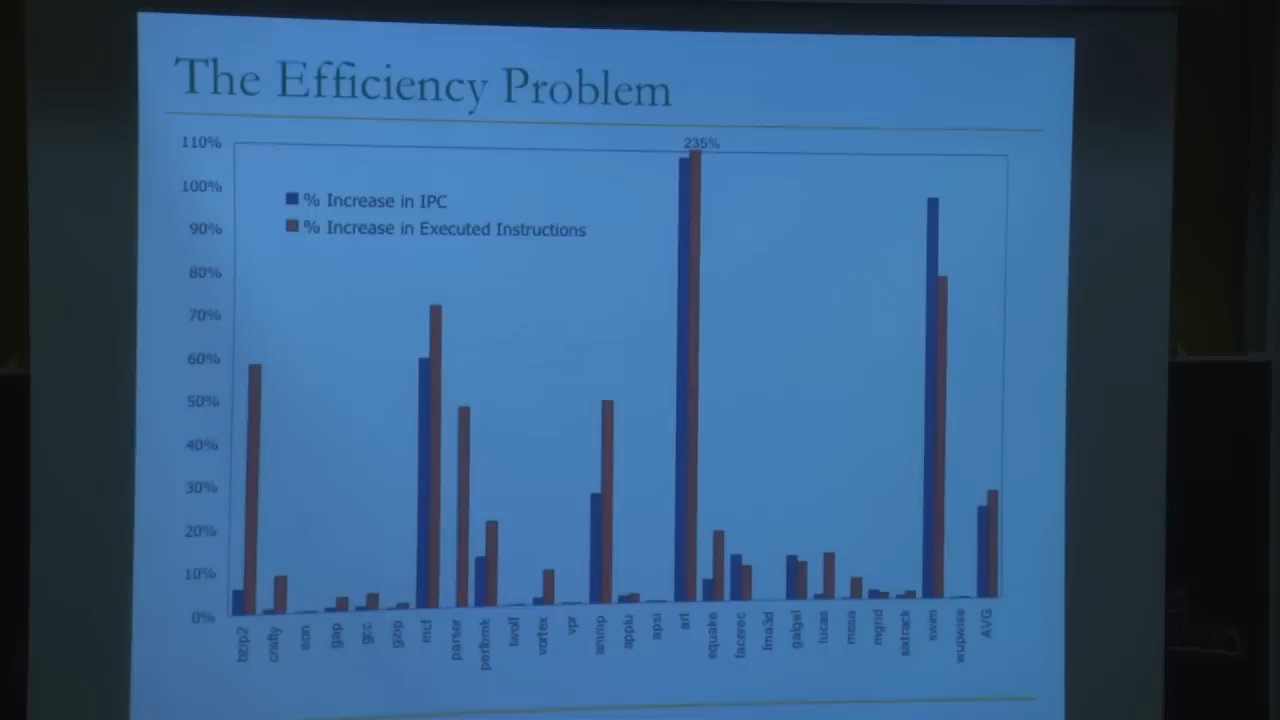 The Efficiency Problem
235%
110%
100%
90%
80%
70%
60%
50%
40%
30%
20%
10%
0%
% Increase in IPC
% Increase in Executed Instructions
bzip2
crafty
eon
gap
gcc
gzip
mcf
parser
perlbmk
twolf
vortex
vpr
ammp
applu
apsi
art
equake
facerec
fma3d
galgel
lucas
mesa
mgrid
sixtrack
swim
wupwise
AVG